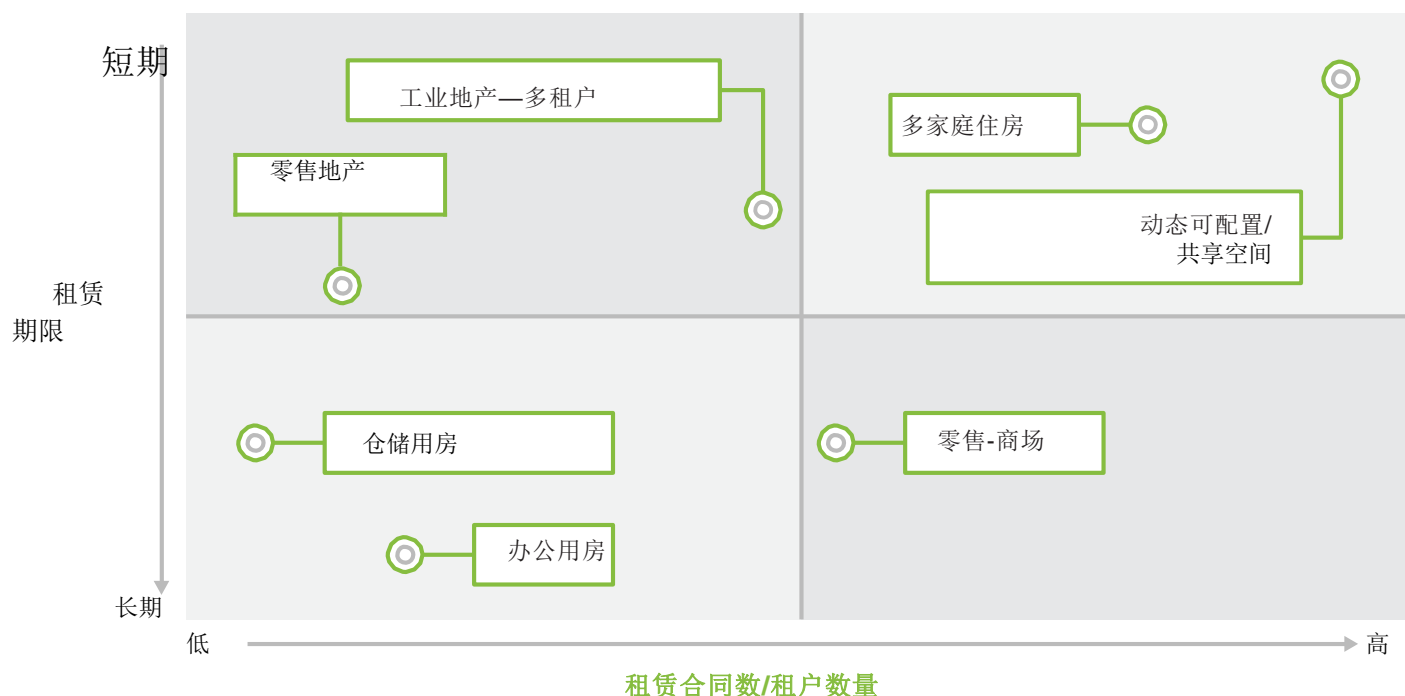 短期
工业地产—多租户
多家庭住房
零售地产
动态可配置/
共享空间
租赁
期限
仓储用房
零售-商场
办公用房
长期
低
高
租赁合同数/租户数量